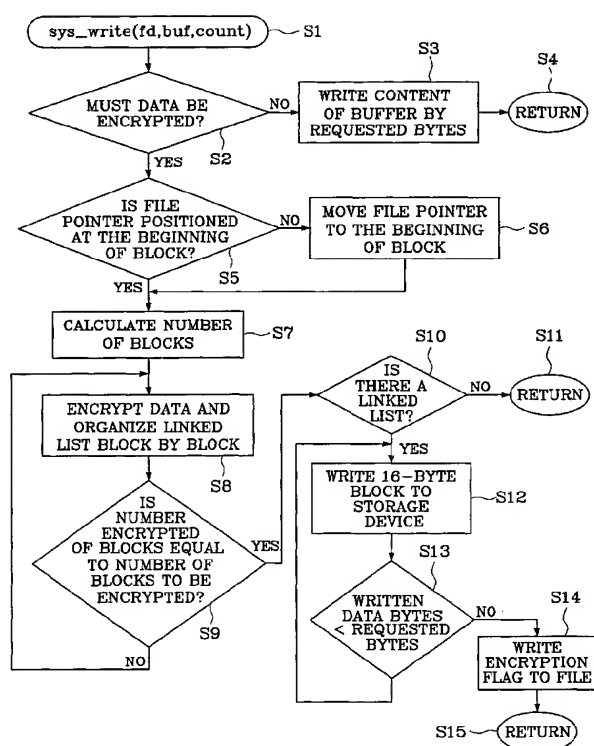 sys_write(fd,buf,count)
S1
MUST DATA BE
ENCRYPTED?
S2
NO
YES
S3
WRITE CONTENT
OF BUFFER BY
REQUESTED BYTES
S4
RETURN
IS FILE
POINTER POSITIONED
AT THE BEGINNING
OF BLOCK?
S5
NO
YES
MOVE FILE POINTER
TO THE BEGINNING
OF BLOCK
S6
CALCULATE NUMBER
OF BLOCKS
S7
ENCRYPT DATA AND
ORGANIZE LINKED
LIST BLOCK BY BLOCK
S8
IS
NUMBER
ENCRYPTED
OF BLOCKS EQUAL
TO NUMBER OF
BLOCKS TO BE
ENCRYPTED?
S9
YES
NO
S10
IS
THERE A
LINKED
LIST?
NO
YES
S11
RETURN
WRITE 16-BYTE
BLOCK TO
STORAGE
DEVICE
S12
S13
WRITTEN
DATA BYTES
< REQUESTED
BYTES
NO
S14
WRITE
ENCRYPTION
FLAG TO FILE
S15
RETURN